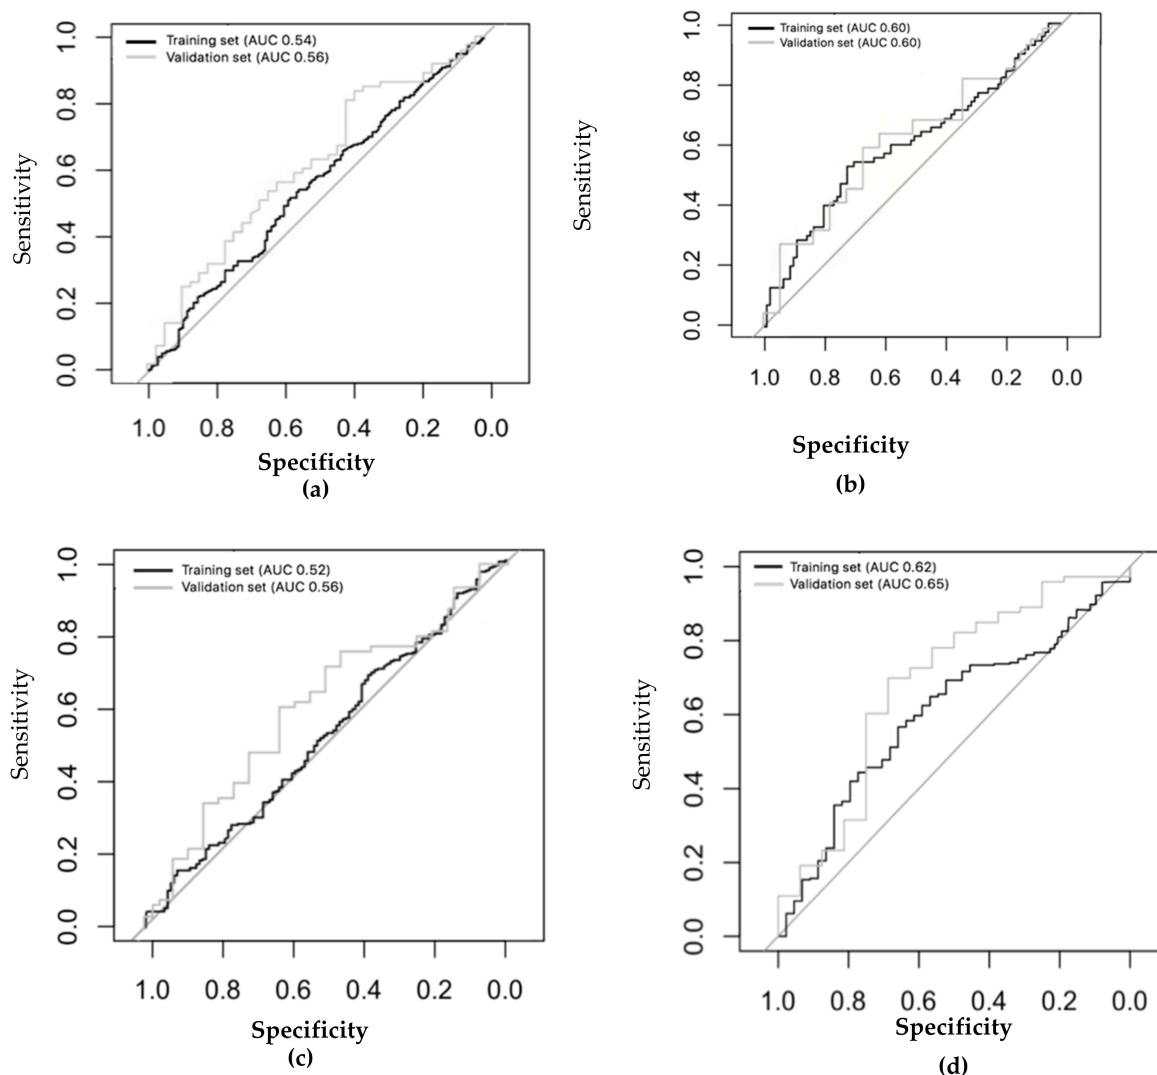 Training set (AUC 0.54)
Validation set (AUC 0.56)
Sensitivity
0.0 0.2 0.4 0.6 0.8 1.0
1.0 0.8 0.6 0.4 0.2 0.0
Specificity
(a)
Training set (AUC 0.60)
Validation set (AUC 0.60)
Sensitivity
0.0 0.2 0.4 0.6 0.8 1.0
1.0 0.8 0.6 0.4 0.2 0.0
Specificity
(b)
Training set (AUC 0.52)
Validation set (AUC 0.56)
Sensitivity
0.0 0.2 0.4 0.6 0.8 1.0
1.0 0.8 0.6 0.4 0.2 0.0
Specificity
(c)
Training set (AUC 0.62)
Validation set (AUC 0.65)
Sensitivity
0.0 0.2 0.4 0.6 0.8 1.0
1.0 0.8 0.6 0.4 0.2 0.0
Specificity
(d)